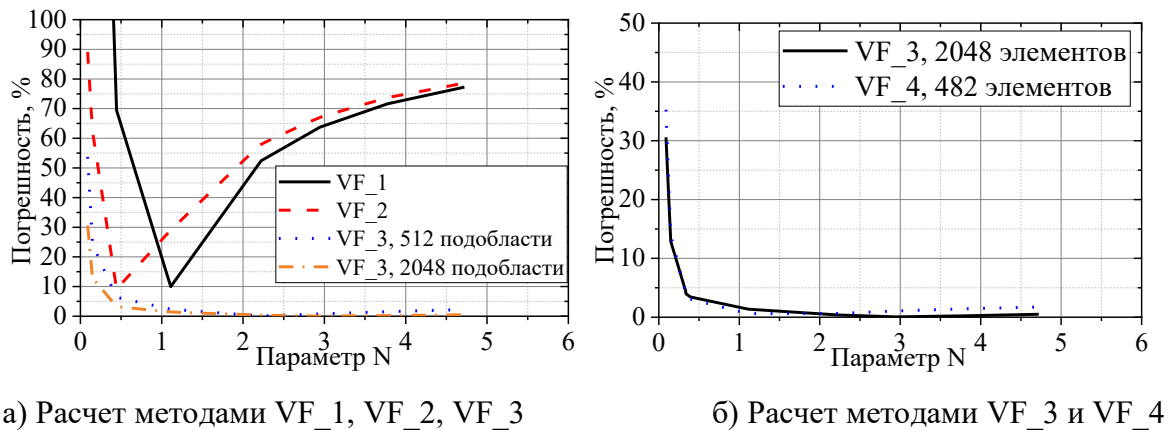 100
90
80
70
60
50
40
30
20
10
0
Погрешность, %
0 1 2 3 4 5 6
Параметр N
VF_1
VF_2
VF_3, 512 подобласти
VF_3, 2048 подобласти
50
40
30
20
10
0
Погрешность, %
0 1 2 3 4 5 6
Параметр N
VF_3, 2048 элементов
VF_4, 482 элементов
а) Расчет методами VF_1, VF_2, VF_3
б) Расчет методами VF_3 и VF_4